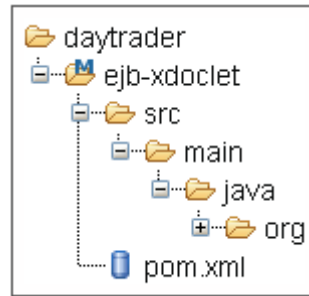 daytrader
M
ejb-xdoclet
src
main
java
org
pom.xml